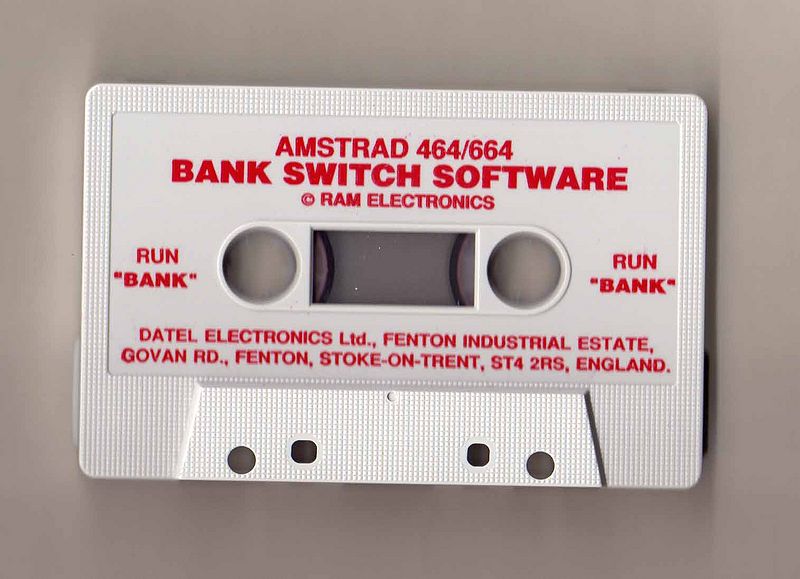 AMSTRAD 464/664
BANK SWITCH SOFTWARE
© RAM ELECTRONICS
RUN
"BANK"
RUN
"BANK"
DATEL ELECTRONICS Ltd., FENTON INDUSTRIAL ESTATE,
GOVAN RD., FENTON, STOKE-ON-TRENT, ST4 2RS, ENGLAND.